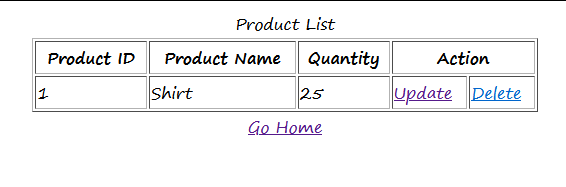 Product List
Product ID Product Name Quantity Action
1 Shirt 25 Update Delete
Go Home